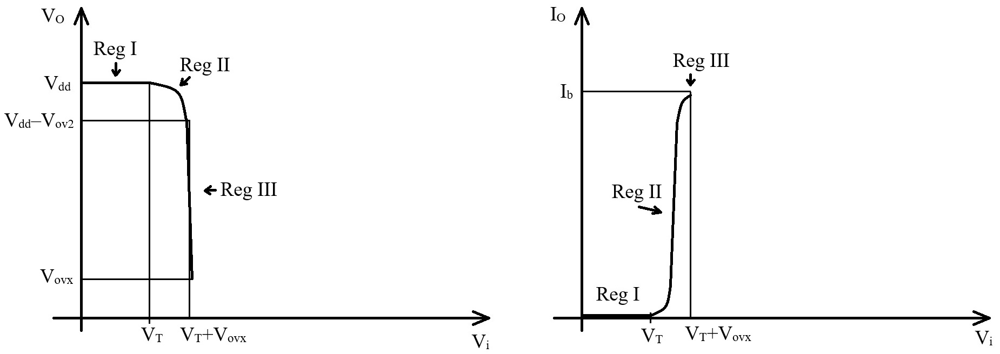 VO
Reg I
Reg II
Vdd
Vdd–Vov2
Reg III
Vovx
VT
VT+Vovx
Vi
IO
Reg III
Ib
Reg II
Reg I
VT
VT+Vovx
Vi